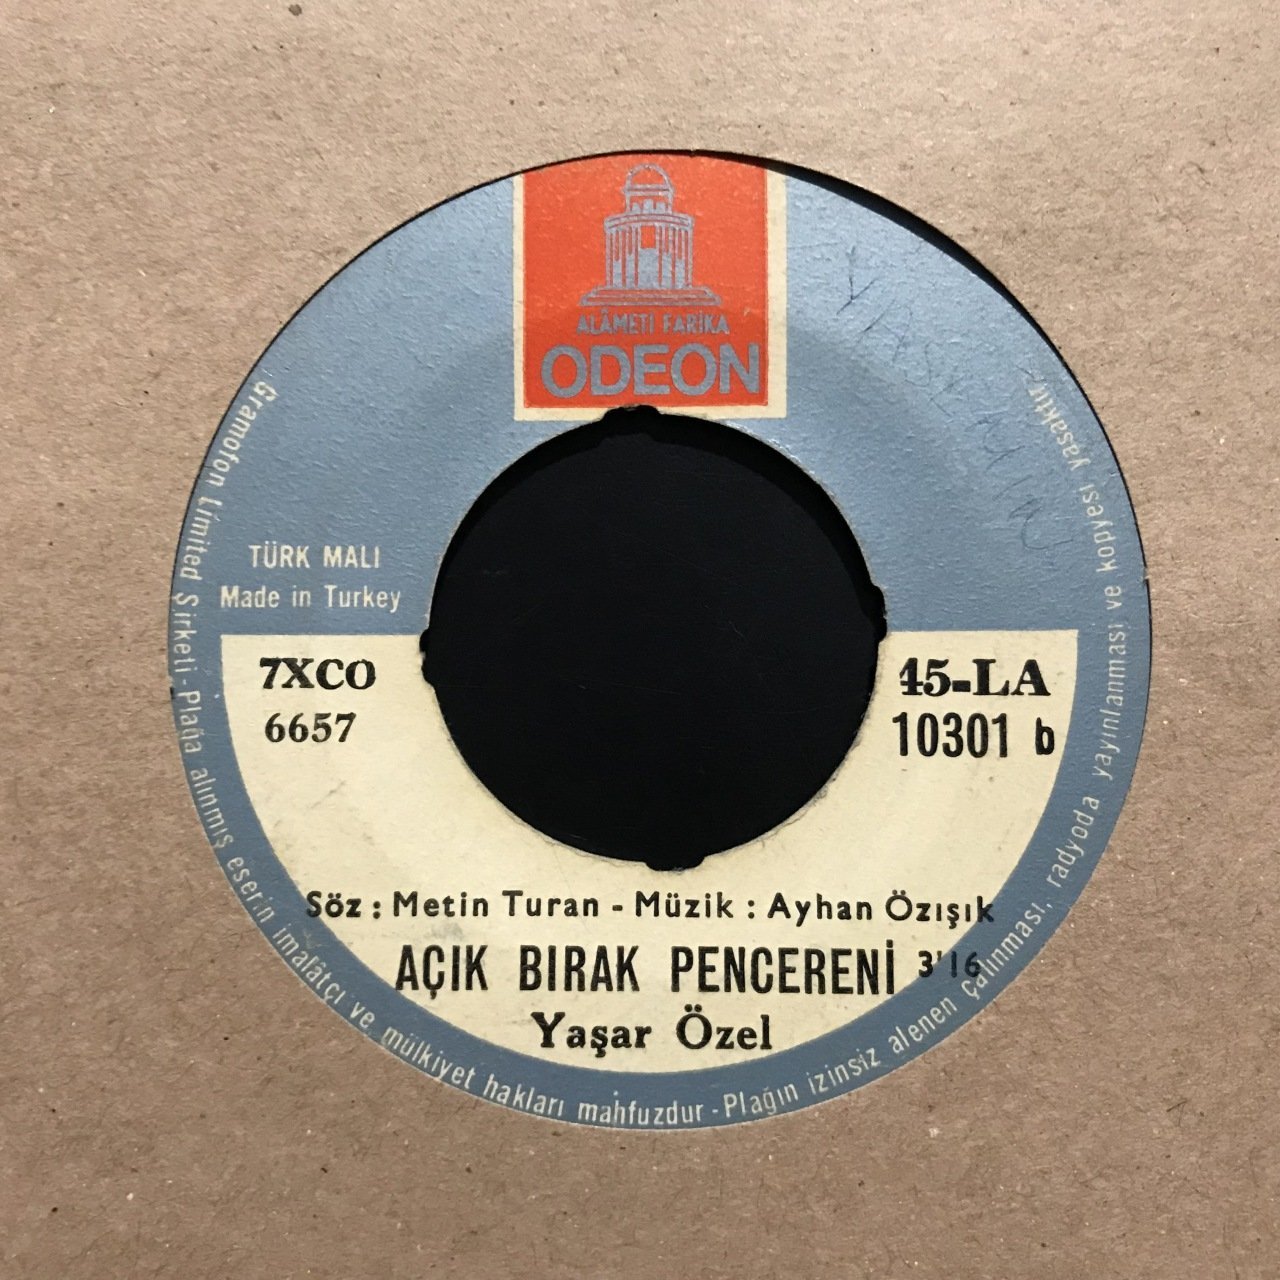 ALÂMETİ FARİKA
ODEON
TÜRK MALI
Made in Turkey
7XCO
6657
45-LA
10301 b
Söz : Metin Turan - Müzik : Ayhan Özışık
AÇIK BIRAK PENCERENİ 3'16
Yaşar Özel
Gramofon Limited Şirketi - Plağa alınmış eserin imalâtçı ve mülkiyet hakları mahfuzdur - Plağın izinsiz alenen çalınması, radyoda yayınlanması ve kopyesi yasaktır.